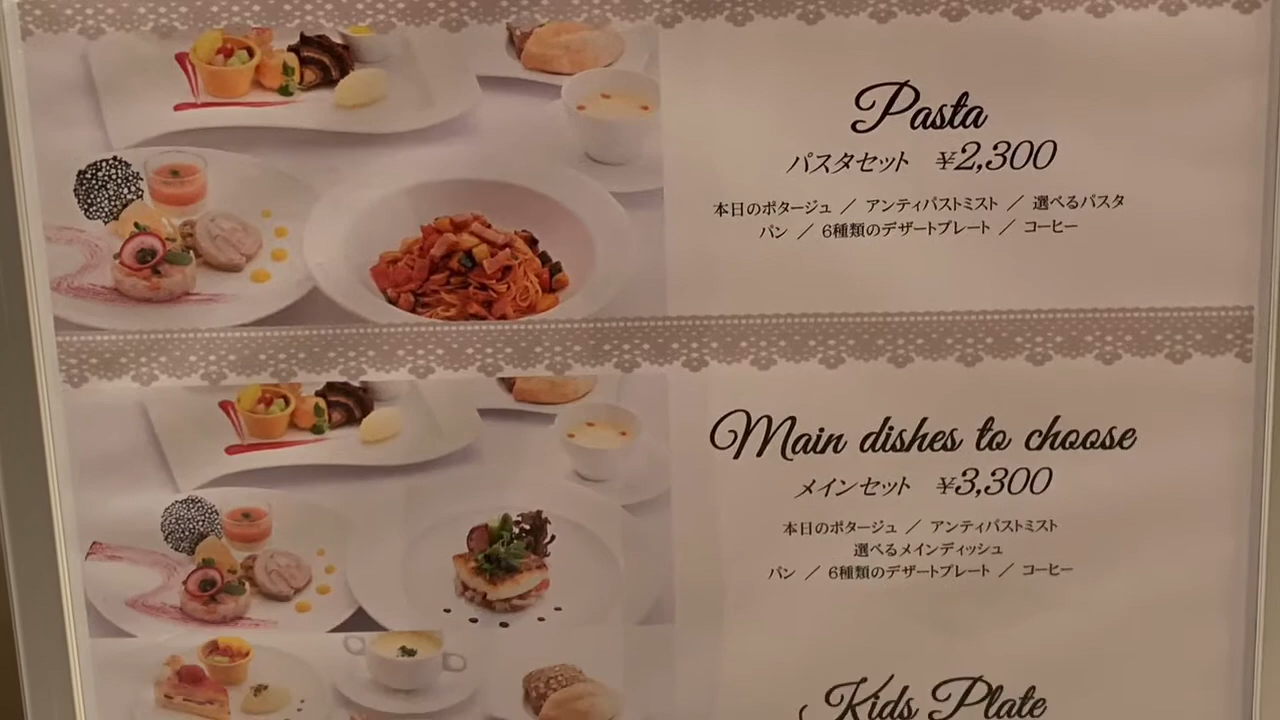 Pasta
パスタセット ¥2,300
本日のポタージュ ／ アンティパストミスト ／ 選べるパスタ
パン ／ 6種類のデザートプレート ／ コーヒー
Main dishes to choose
メインセット ¥3,300
本日のポタージュ ／ アンティパストミスト
選べるメインディッシュ
パン ／ 6種類のデザートプレート ／ コーヒー
Kids Plate